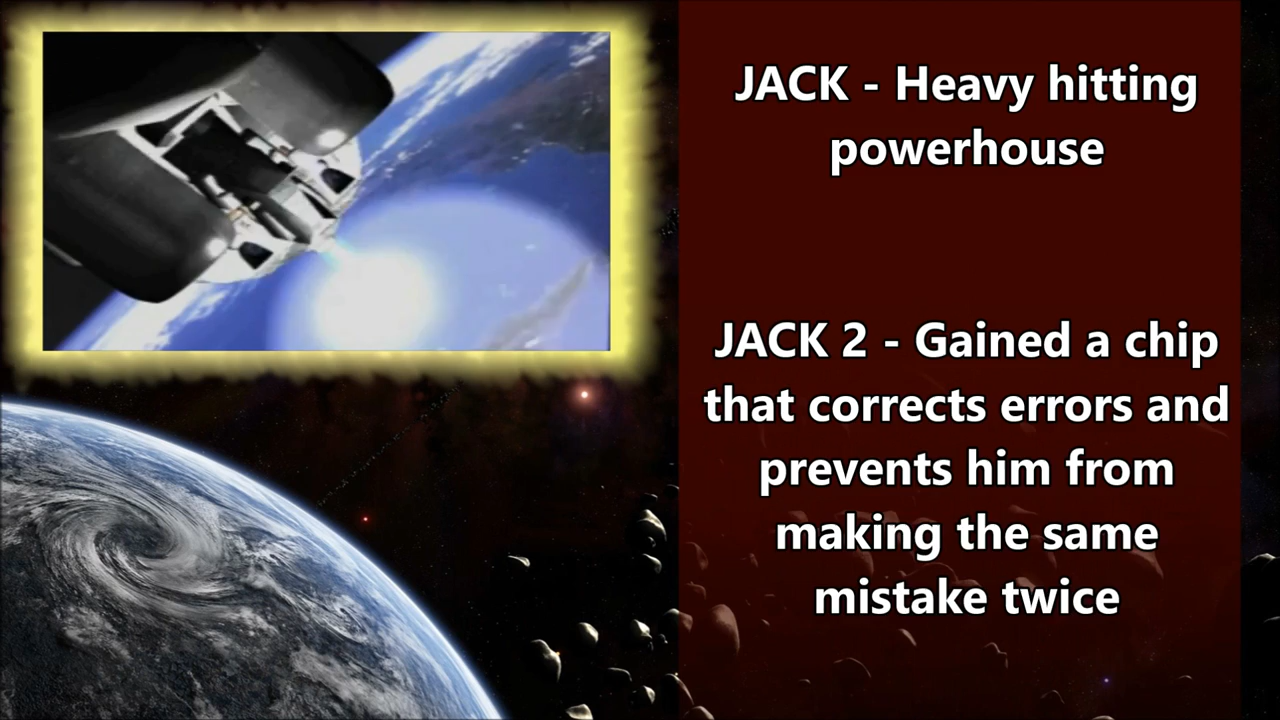 JACK - Heavy hitting
powerhouse
JACK 2 - Gained a chip
that corrects errors and
prevents him from
making the same
mistake twice